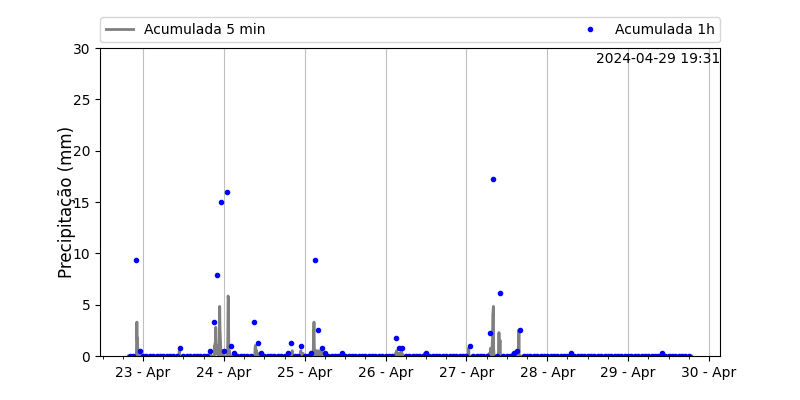 Acumulada 5 min
Acumulada 1h
2024-04-29 19:31
Precipitação (mm)
30
25
20
15
10
5
0
23 - Apr 24 - Apr 25 - Apr 26 - Apr 27 - Apr 28 - Apr 29 - Apr 30 - Apr